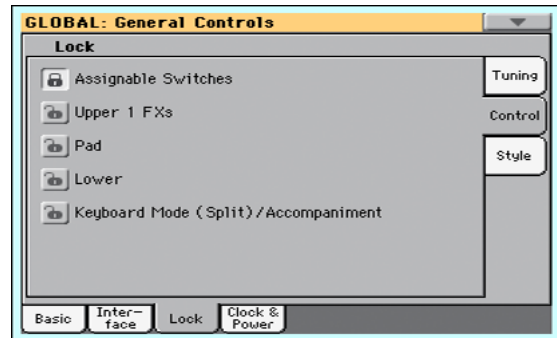 GLOBAL: General Controls
Lock
Assignable Switches
Upper 1 FXs
Pad
Lower
Keyboard Mode (Split)/Accompaniment
Tuning
Control
Style
Basic
Inter-
face
Lock
Clock &
Power